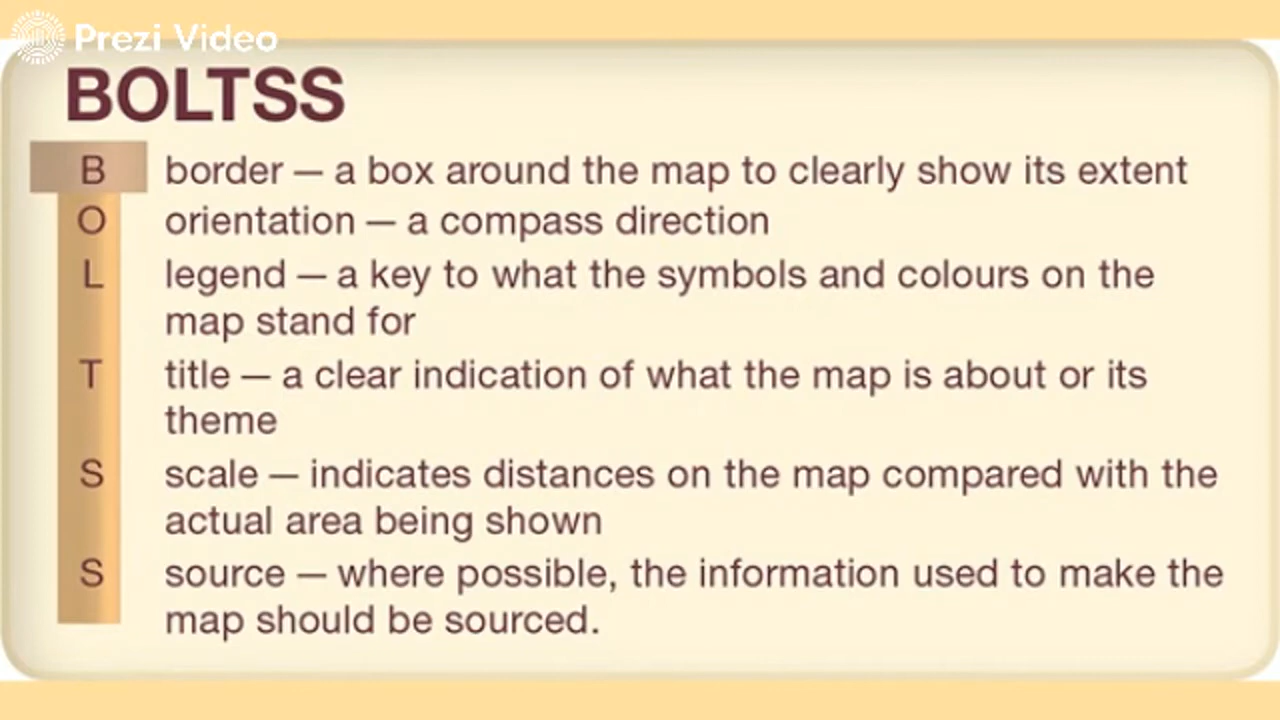 Prezi Video
BOLTSS
B border — a box around the map to clearly show its extent
O orientation — a compass direction
L legend — a key to what the symbols and colours on the
map stand for
T title — a clear indication of what the map is about or its
theme
S scale — indicates distances on the map compared with the
actual area being shown
S source — where possible, the information used to make the
map should be sourced.